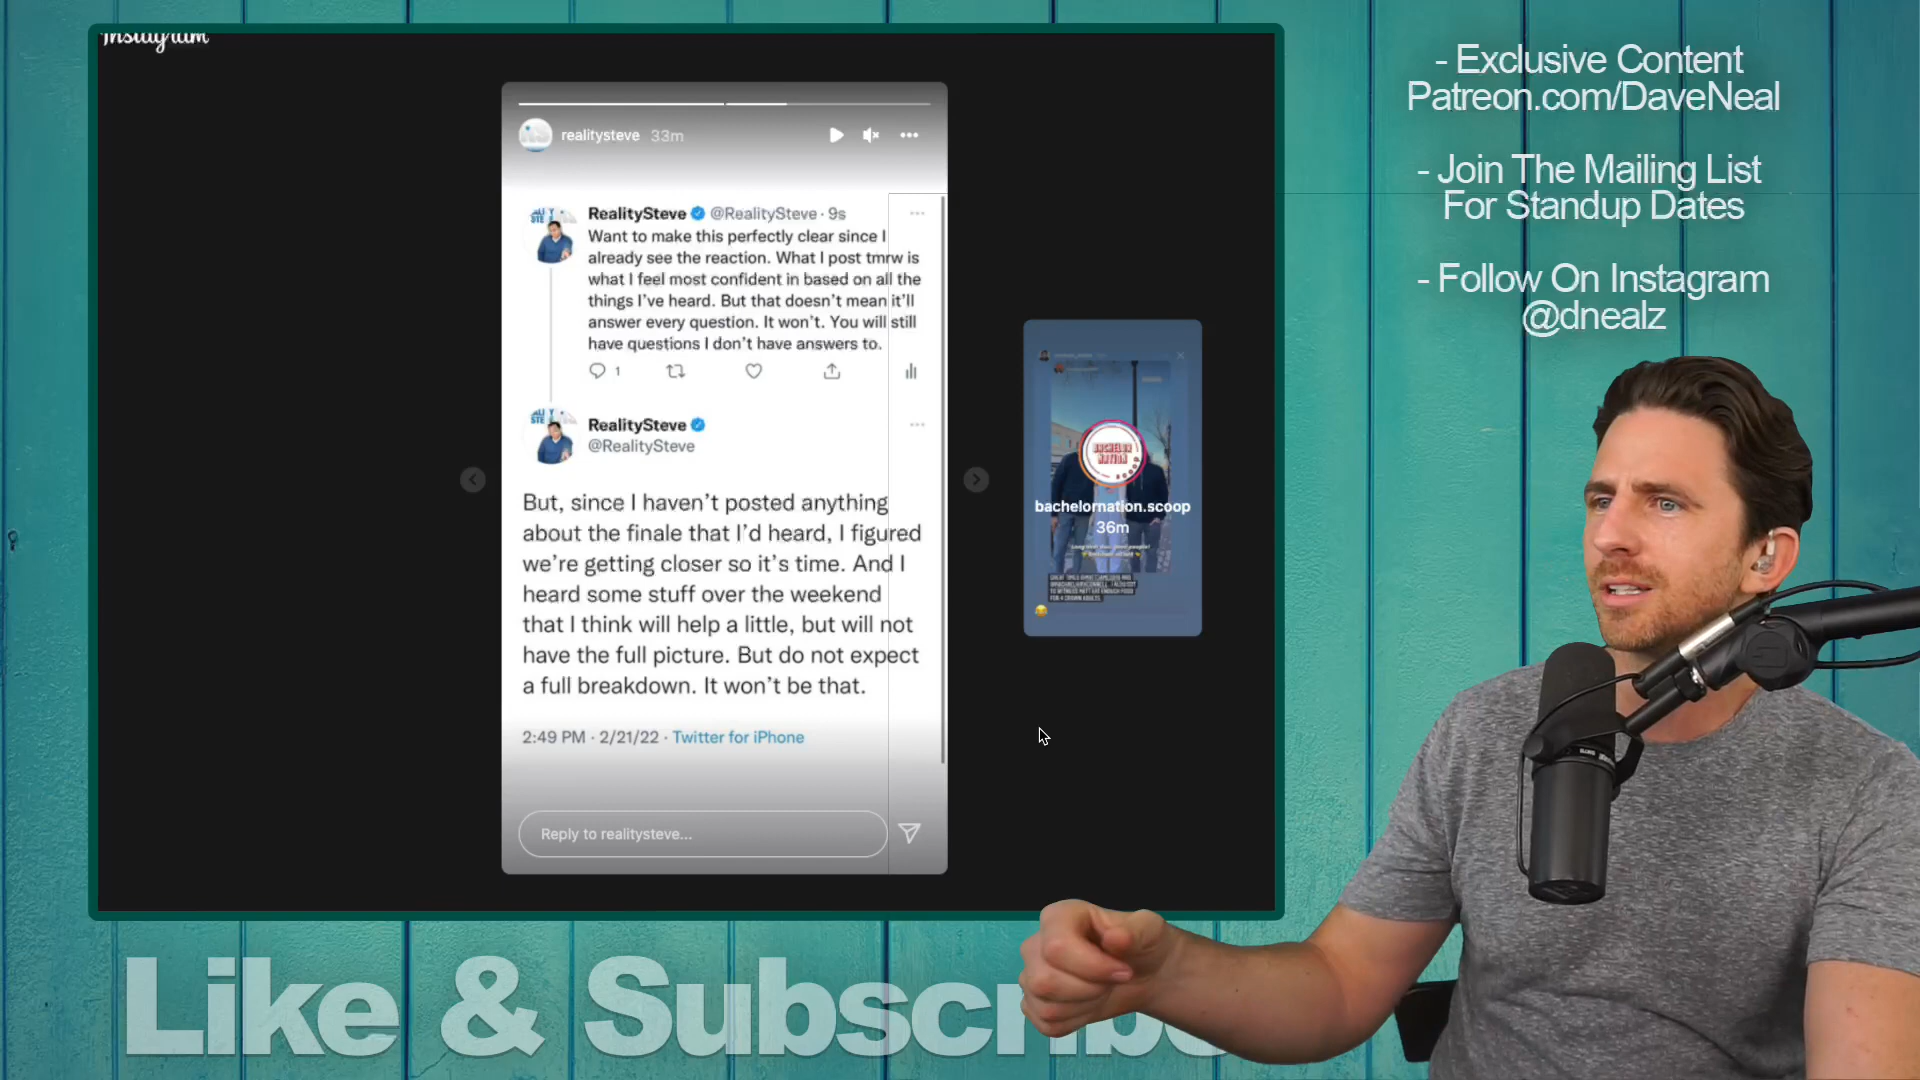 Instagram
realitysteve 33m
RealitySteve @RealitySteve · 9s
Want to make this perfectly clear since I
already see the reaction. What I post tmrw is
what I feel most confident in based on all the
things I've heard. But that doesn't mean it'll
answer every question. It won't. You will still
have questions I don't have answers to.
1
RealitySteve
@RealitySteve
But, since I haven't posted anything
about the finale that I'd heard, I figured
we're getting closer so it's time. And I
heard some stuff over the weekend
that I think will help a little, but will not
have the full picture. But do not expect
a full breakdown. It won't be that.
2:49 PM · 2/21/22 · Twitter for iPhone
Reply to realitysteve...
BACHELOR
NATION
bachelornation.scoop
36m
- Exclusive Content
Patreon.com/DaveNeal
- Join The Mailing List
For Standup Dates
- Follow On Instagram
@dnealz
Like & Subscribe